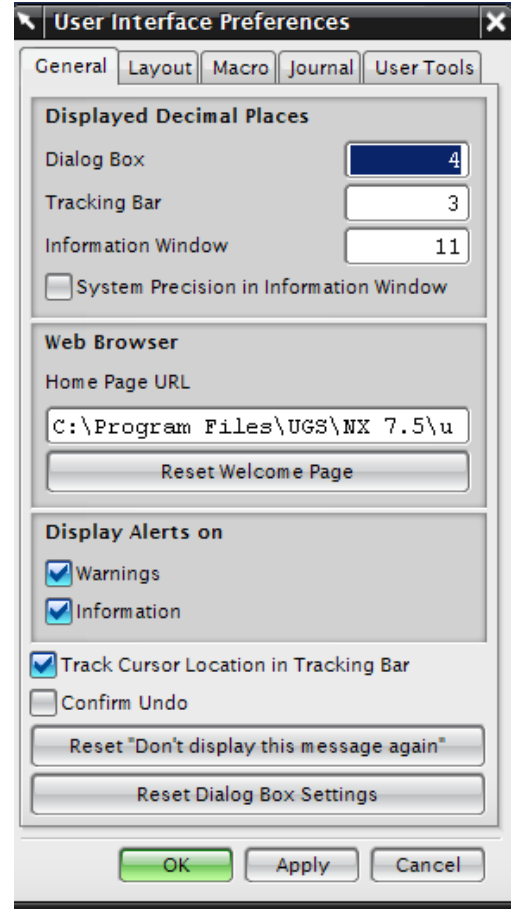 User Interface Preferences
General Layout Macro Journal User Tools
Displayed Decimal Places
Dialog Box 4
Tracking Bar 3
Information Window 11
System Precision in Information Window
Web Browser
Home Page URL
C:\Program Files\UGS\NX 7.5\u
Reset Welcome Page
Display Alerts on
Warnings
Information
Track Cursor Location in Tracking Bar
Confirm Undo
Reset "Don't display this message again"
Reset Dialog Box Settings
OK Apply Cancel